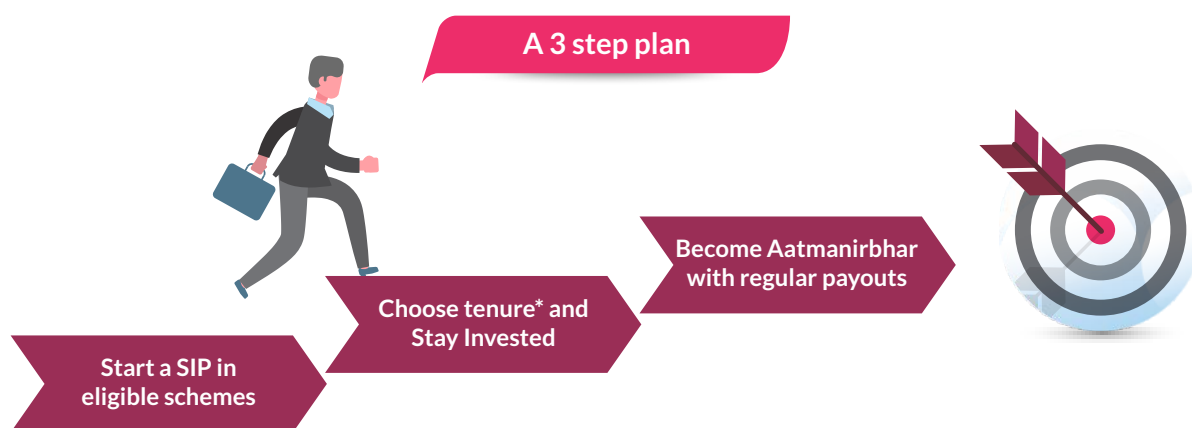 A 3 step plan
Start a SIP in
eligible schemes
Choose tenure* and
Stay Invested
Become Aatmanirbhar
with regular payouts